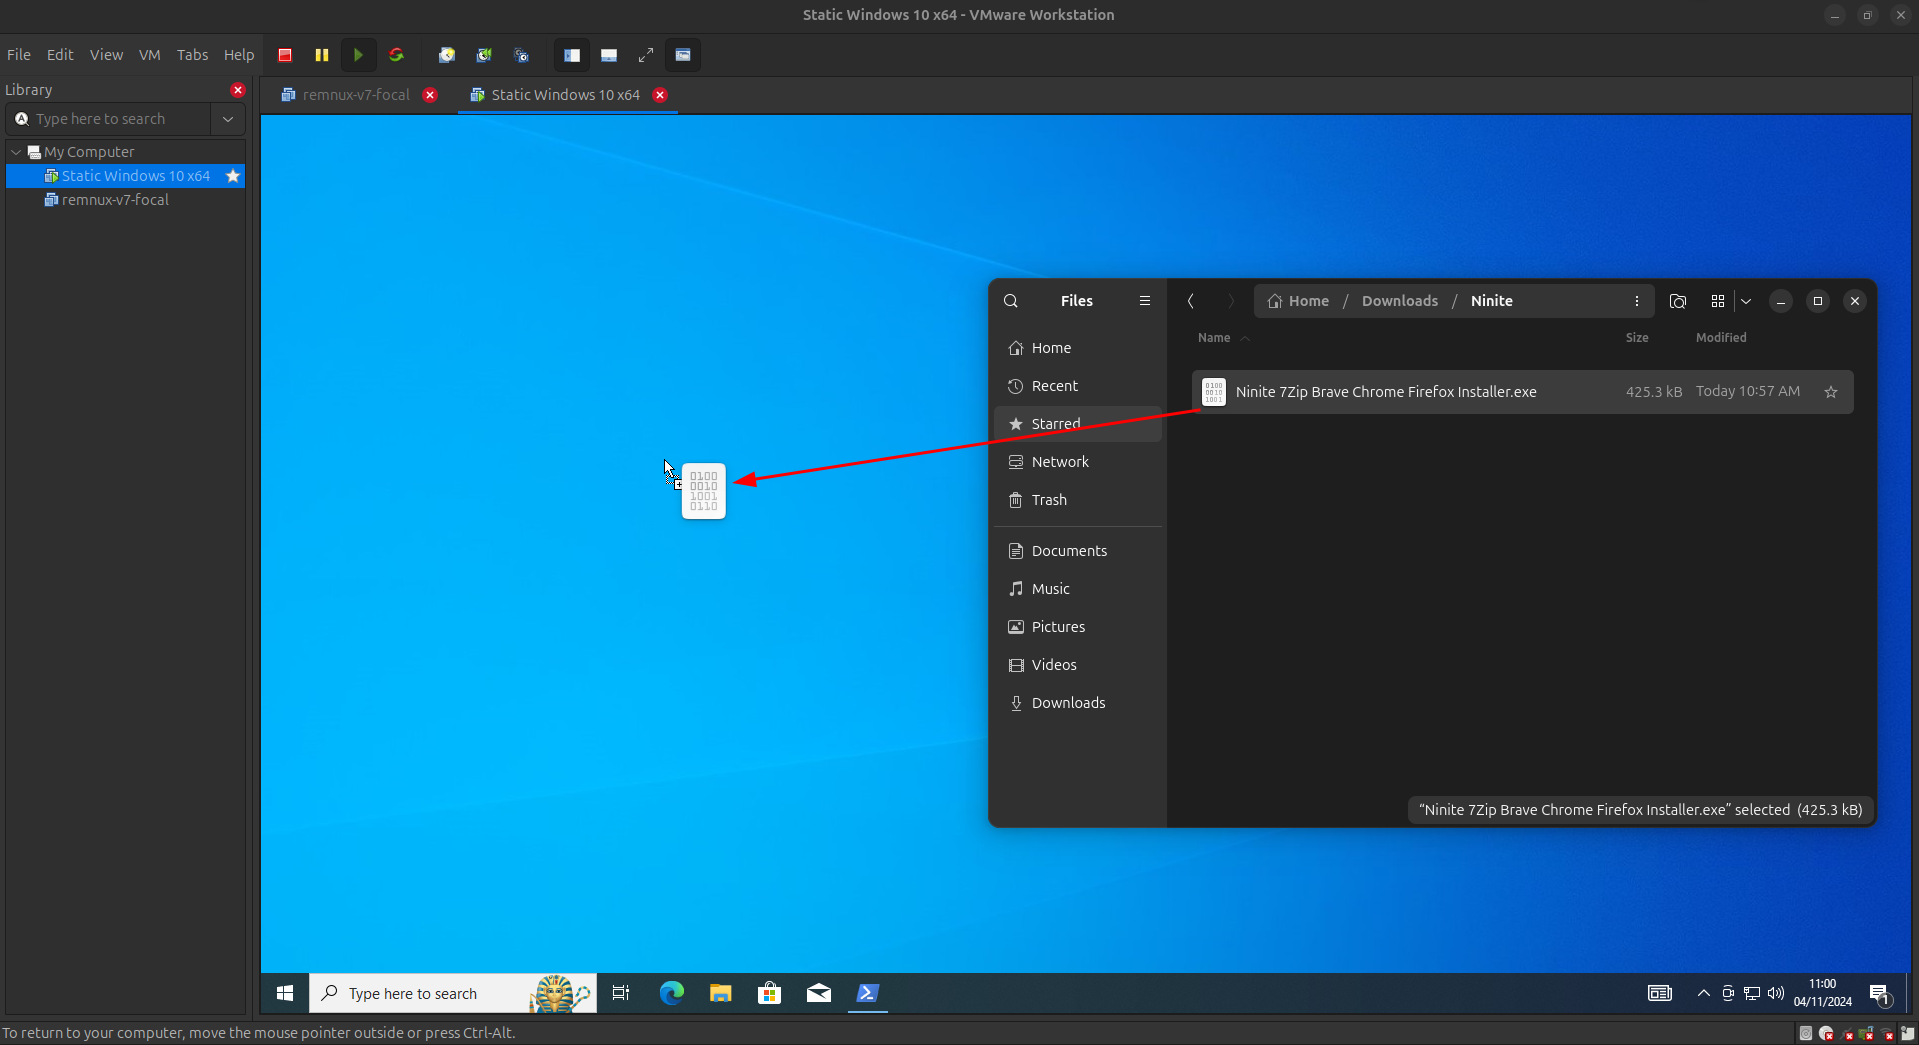 Static Windows 10 x64 - VMware Workstation
File Edit View VM Tabs Help
Library
Type here to search
My Computer
Static Windows 10 x64
remnux-v7-focal
remnux-v7-focal
Static Windows 10 x64
Files
Home
Recent
Starred
Network
Trash
Documents
Music
Pictures
Videos
Downloads
Home / Downloads / Ninite
Name Size Modified
0100
0010
1001
Ninite 7Zip Brave Chrome Firefox Installer.exe 425.3 kB Today 10:57 AM
0100
0010
1001
0110
“Ninite 7Zip Brave Chrome Firefox Installer.exe” selected (425.3 kB)
Type here to search
11:00
04/11/2024
1
To return to your computer, move the mouse pointer outside or press Ctrl-Alt.